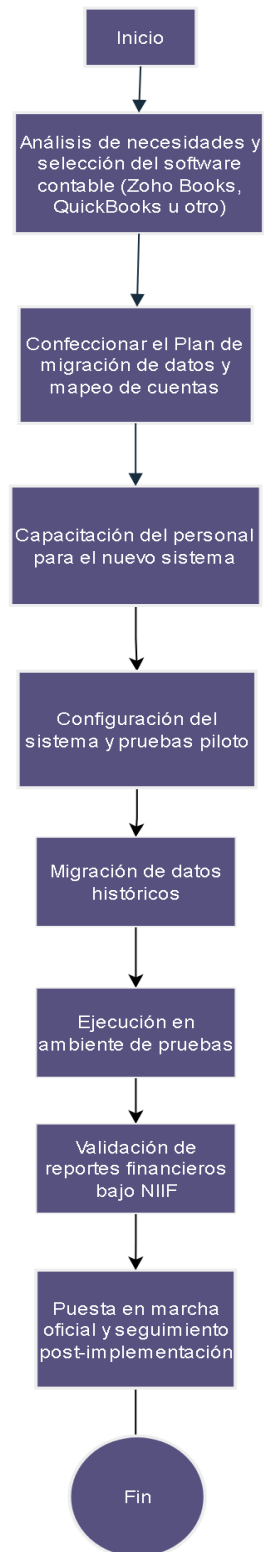 Inicio
Análisis de necesidades y
selección del software
contable (Zoho Books,
QuickBooks u otro)
Confeccionar el Plan de
migración de datos y
mapeo de cuentas
Capacitación del personal
para el nuevo sistema
Configuración del
sistema y pruebas piloto
Migración de datos
históricos
Ejecución en
ambiente de pruebas
Validación de
reportes financieros
bajo NIIF
Puesta en marcha
oficial y seguimiento
post-implementación
Fin